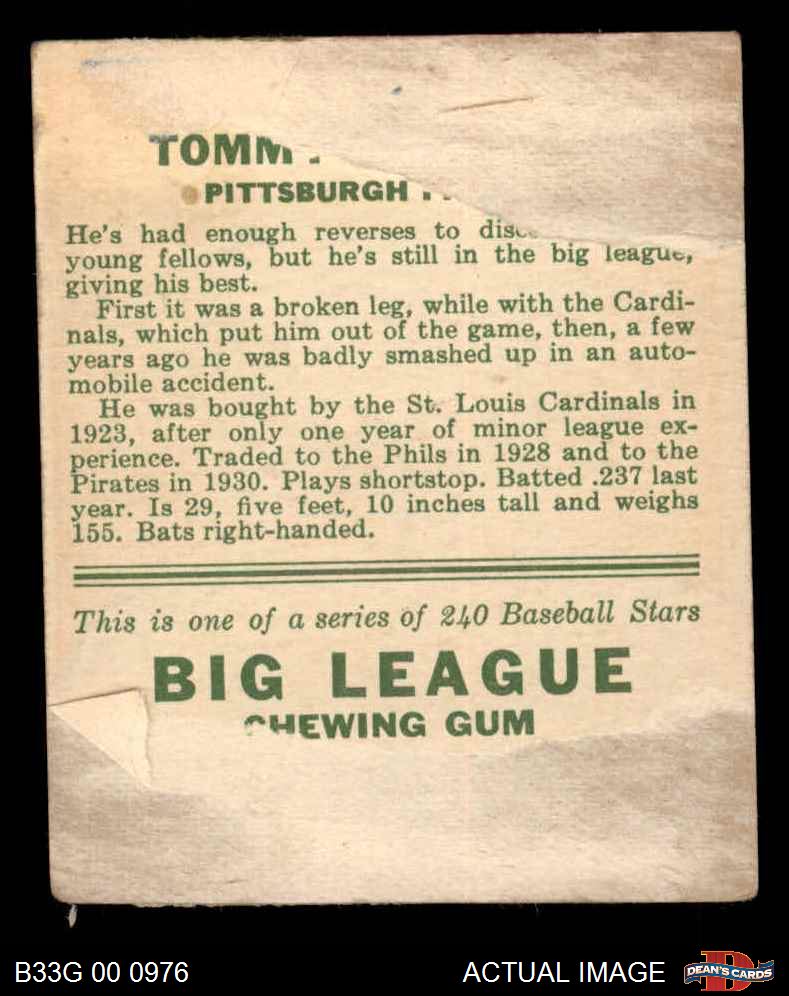 TOMMY
PITTSBURGH
He's had enough reverses to
young fellows, but he's still in the big league,
giving his best.
First it was a broken leg, while with the Cardi-
nals, which put him out of the game, then, a few
years ago he was badly smashed up in an auto-
mobile accident.
He was bought by the St. Louis Cardinals in
1923, after only one year of minor league ex-
perience. Traded to the Phils in 1928 and to the
Pirates in 1930. Plays shortstop. Batted .237 last
year. Is 29, five feet, 10 inches tall and weighs
155. Bats right-handed.
This is one of a series of 240 Baseball Stars
BIG LEAGUE
CHEWING GUM
B33G 00 0976 ACTUAL IMAGE DEAN'S CARDS